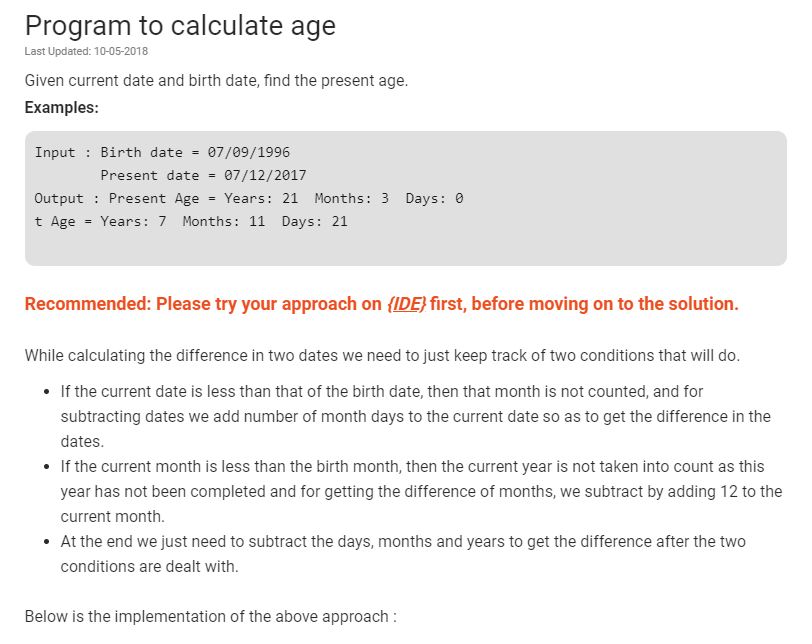 Program to calculate age
Last Updated: 10-05-2018
Given current date and birth date, find the present age.
Examples:
Input : Birth date = 07/09/1996
        Present date = 07/12/2017
Output : Present Age = Years: 21  Months: 3  Days: 0
t Age = Years: 7  Months: 11  Days: 21
Recommended: Please try your approach on {IDE} first, before moving on to the solution.
While calculating the difference in two dates we need to just keep track of two conditions that will do.
• If the current date is less than that of the birth date, then that month is not counted, and for
subtracting dates we add number of month days to the current date so as to get the difference in the
dates.
• If the current month is less than the birth month, then the current year is not taken into count as this
year has not been completed and for getting the difference of months, we subtract by adding 12 to the
current month.
• At the end we just need to subtract the days, months and years to get the difference after the two
conditions are dealt with.
Below is the implementation of the above approach :